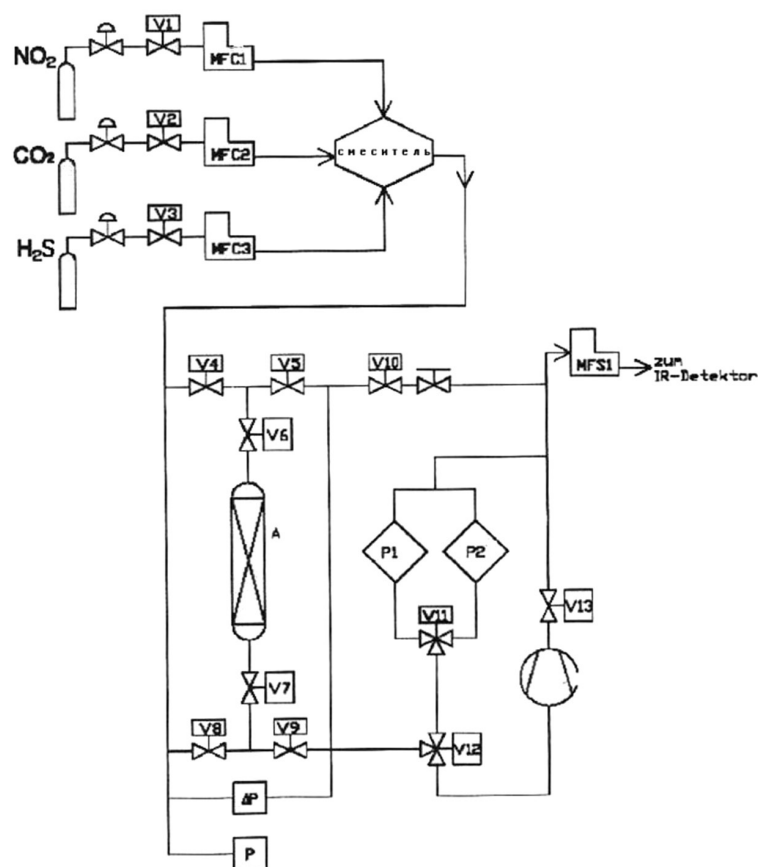 V1
NO₂
MFC1
V2
CO₂
MFC2
смеситель
V3
H₂S
MFC3
V4
V5
V10
MFS1
zum
IR-Detektor
V6
A
P1
P2
V11
V13
V7
V8
V9
V12
ΔP
P